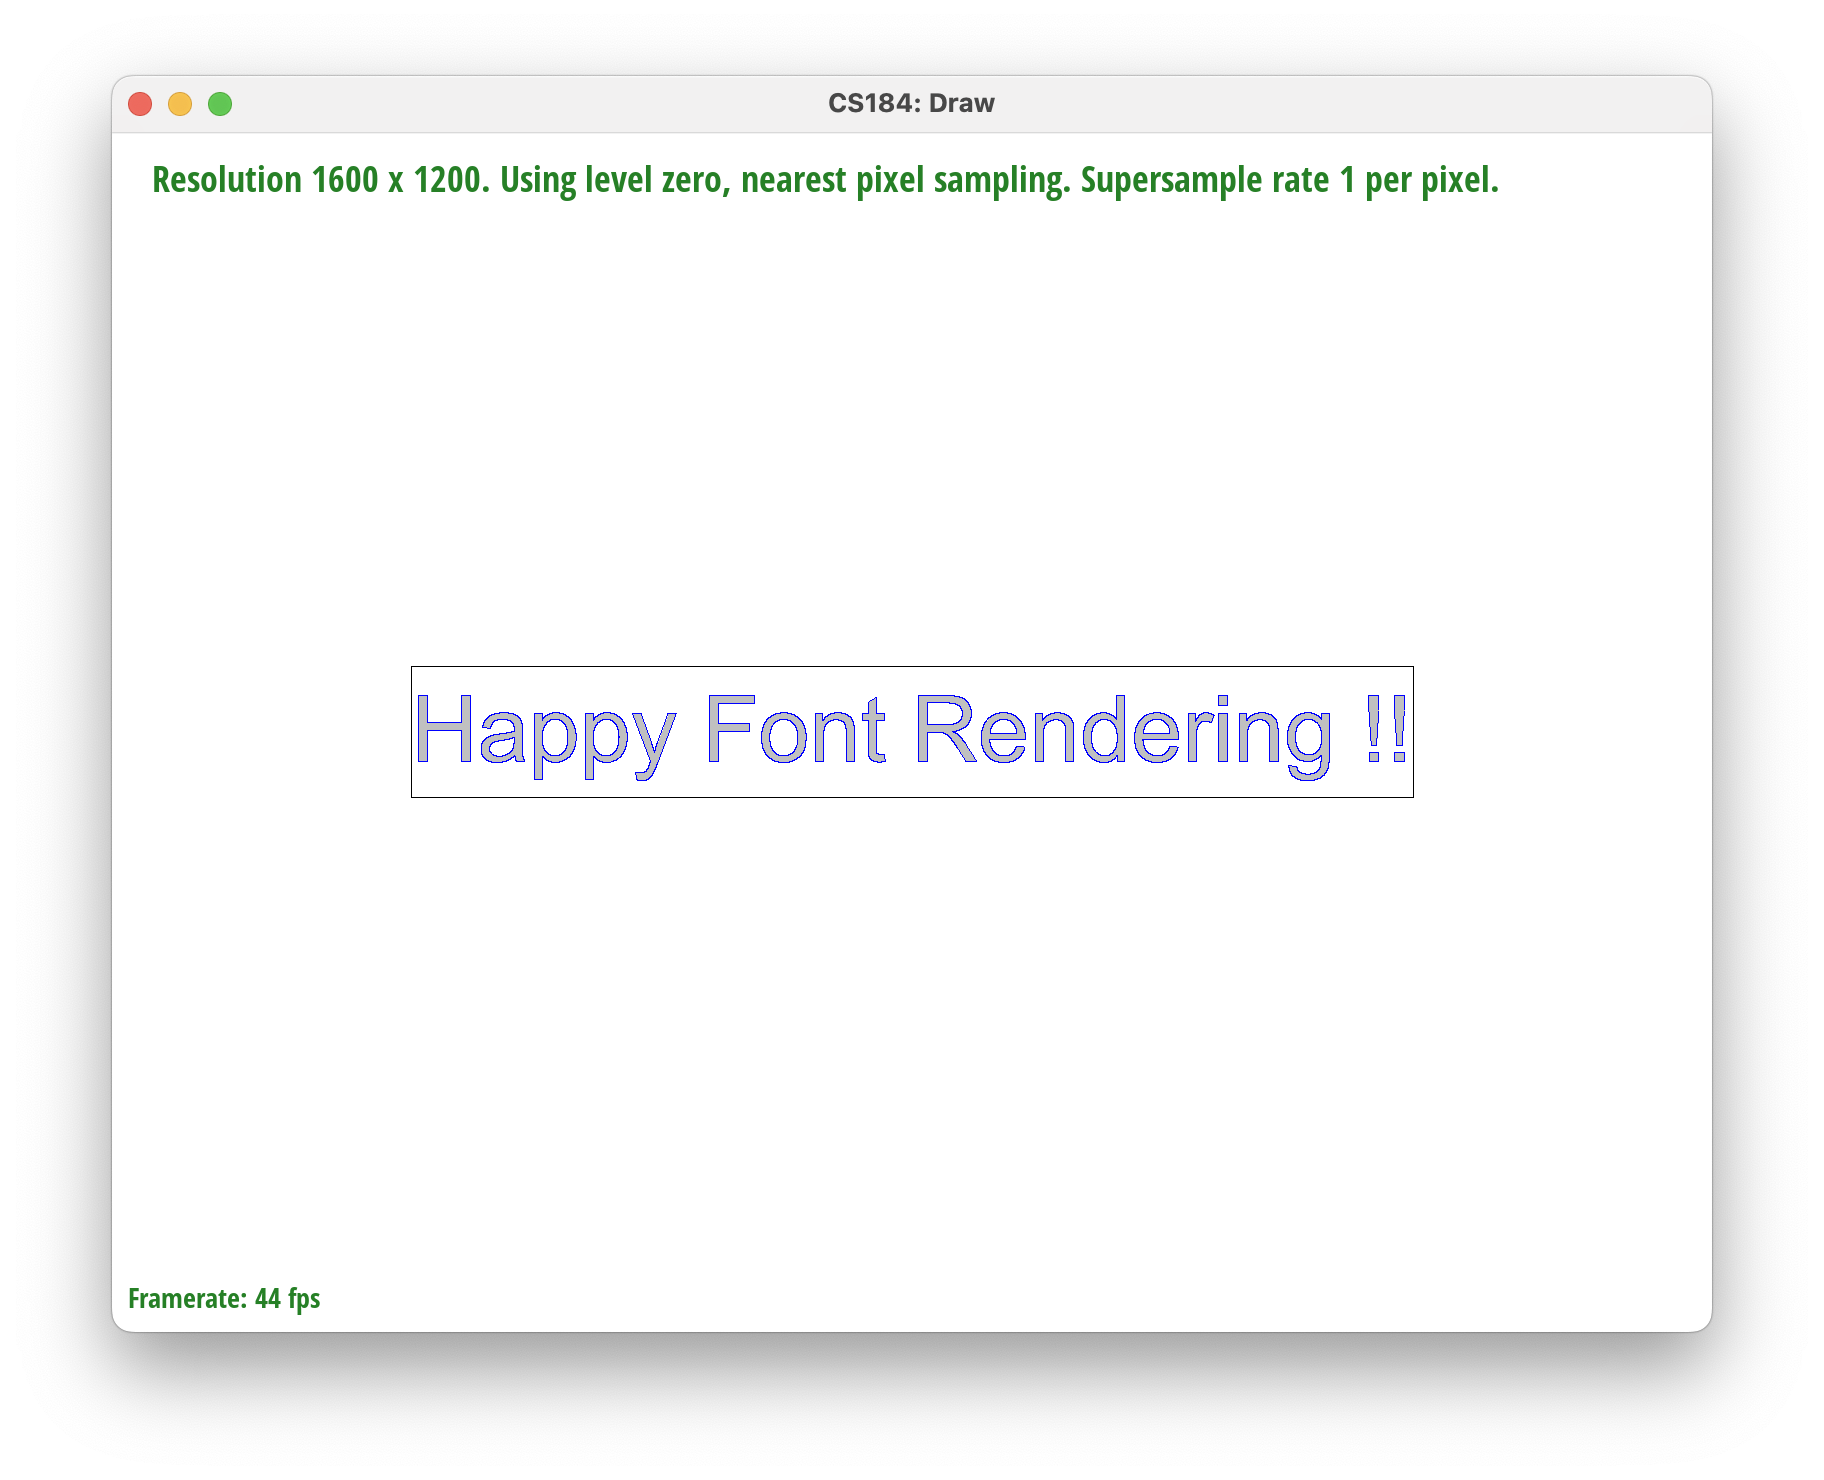 CS184: Draw
Resolution 1600 x 1200. Using level zero, nearest pixel sampling. Supersample rate 1 per pixel.
Happy Font Rendering !!
Framerate: 44 fps